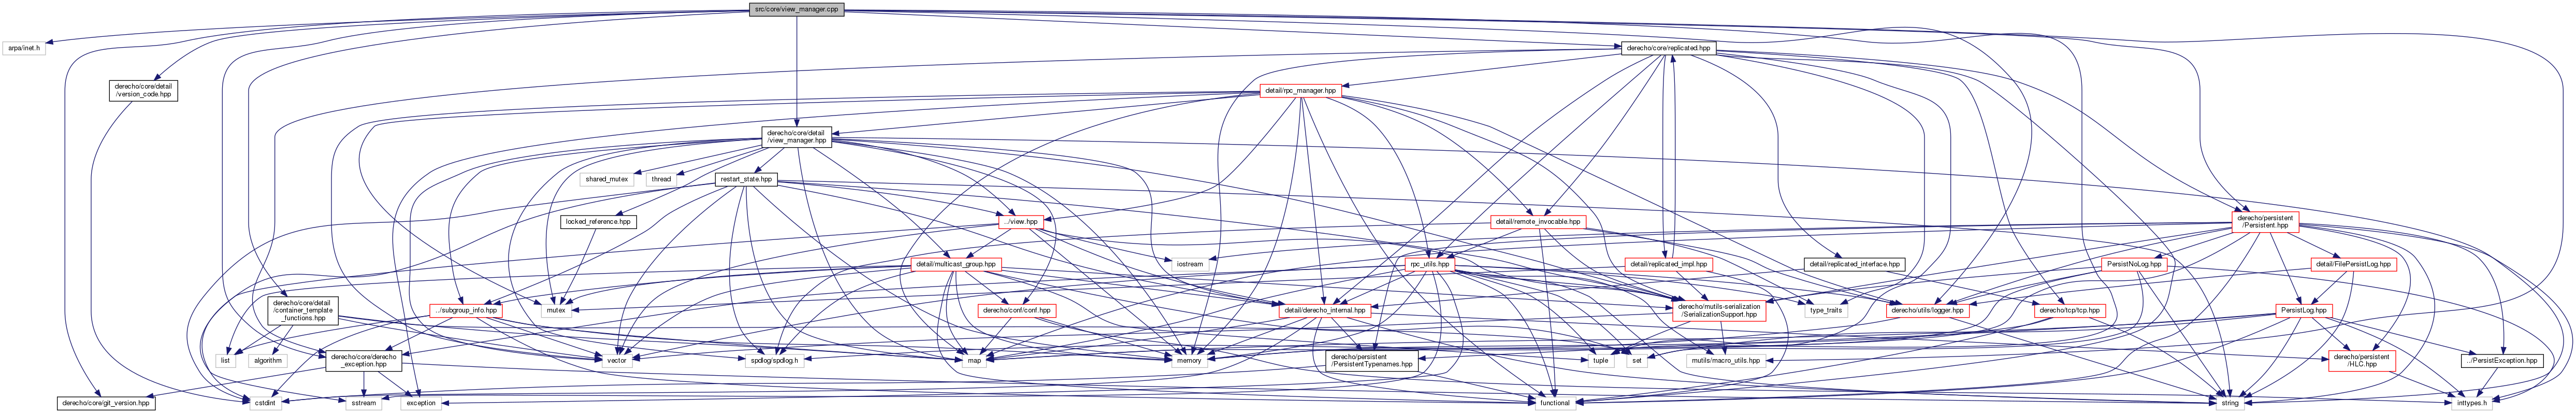 src/core/view_manager.cpp
arpa/inet.h
derecho/core/replicated.hpp
derecho/core/detail
/version_code.hpp
detail/rpc_manager.hpp
derecho/core/detail
/view_manager.hpp
shared_mutex
thread
restart_state.hpp
locked_reference.hpp
../view.hpp
detail/remote_invocable.hpp
derecho/persistent
/Persistent.hpp
iostream
detail/multicast_group.hpp
rpc_utils.hpp
detail/replicated_impl.hpp
detail/replicated_interface.hpp
PersistNoLog.hpp
detail/FilePersistLog.hpp
derecho/core/detail
/container_template
_functions.hpp
../subgroup_info.hpp
mutex
derecho/conf/conf.hpp
detail/derecho_internal.hpp
derecho/mutils-serialization
/SerializationSupport.hpp
type_traits
derecho/utils/logger.hpp
derecho/tcp/tcp.hpp
PersistLog.hpp
list
algorithm
derecho/core/derecho
_exception.hpp
vector
spdlog/spdlog.h
map
memory
derecho/persistent
/PersistentTypenames.hpp
tuple
set
mutils/macro_utils.hpp
derecho/persistent
/HLC.hpp
../PersistException.hpp
derecho/core/git_version.hpp
cstdint
sstream
exception
functional
string
inttypes.h